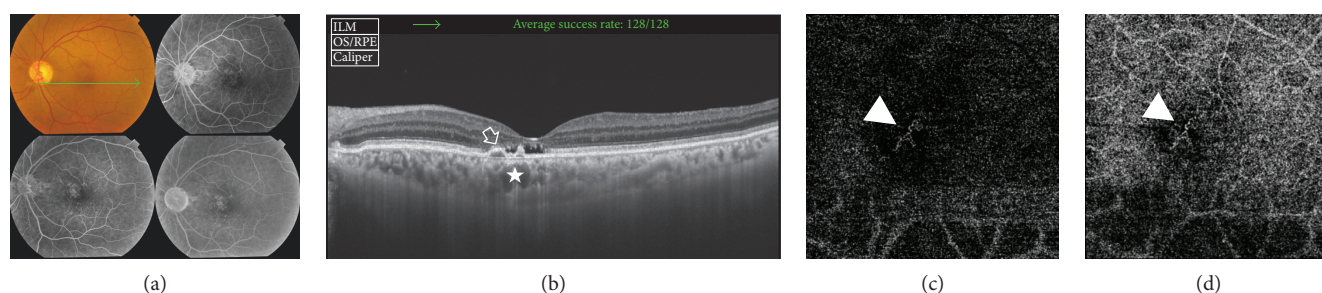 ILM
OS/RPE
Caliper
Average success rate: 128/128
(a)
(b)
(c)
(d)